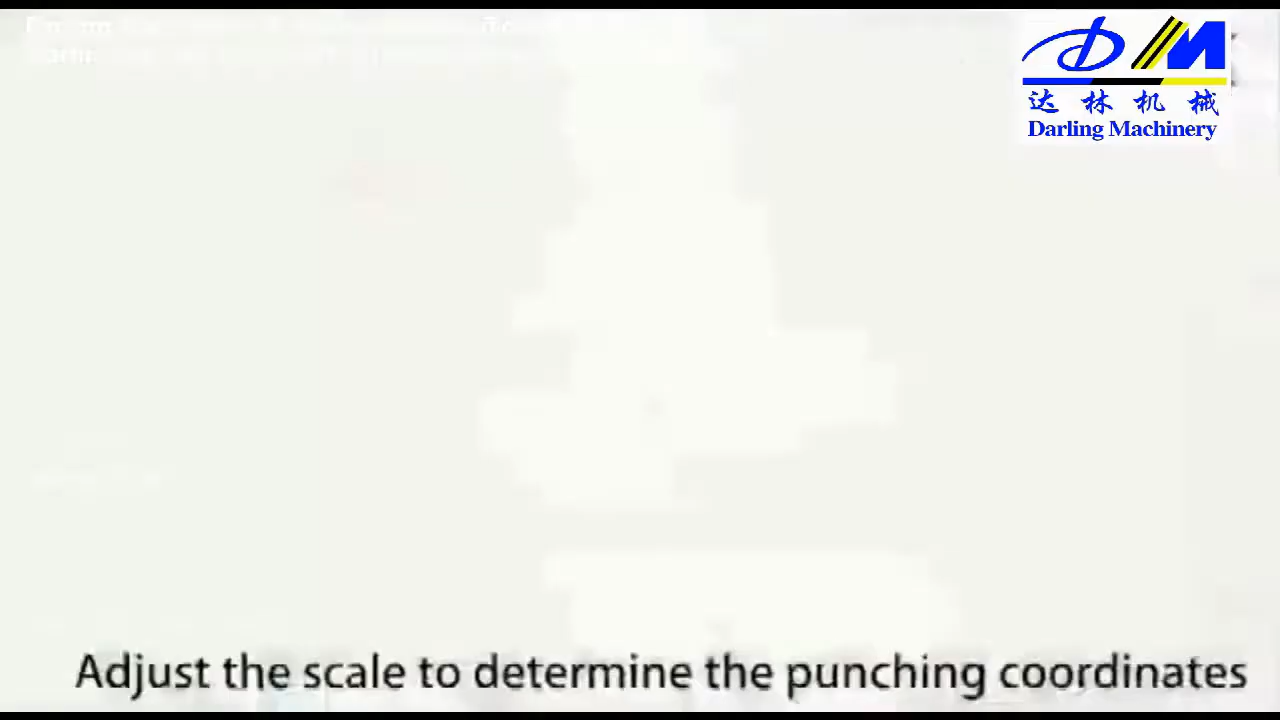 达林机械
Darling Machinery
Adjust the scale to determine the punching coordinates